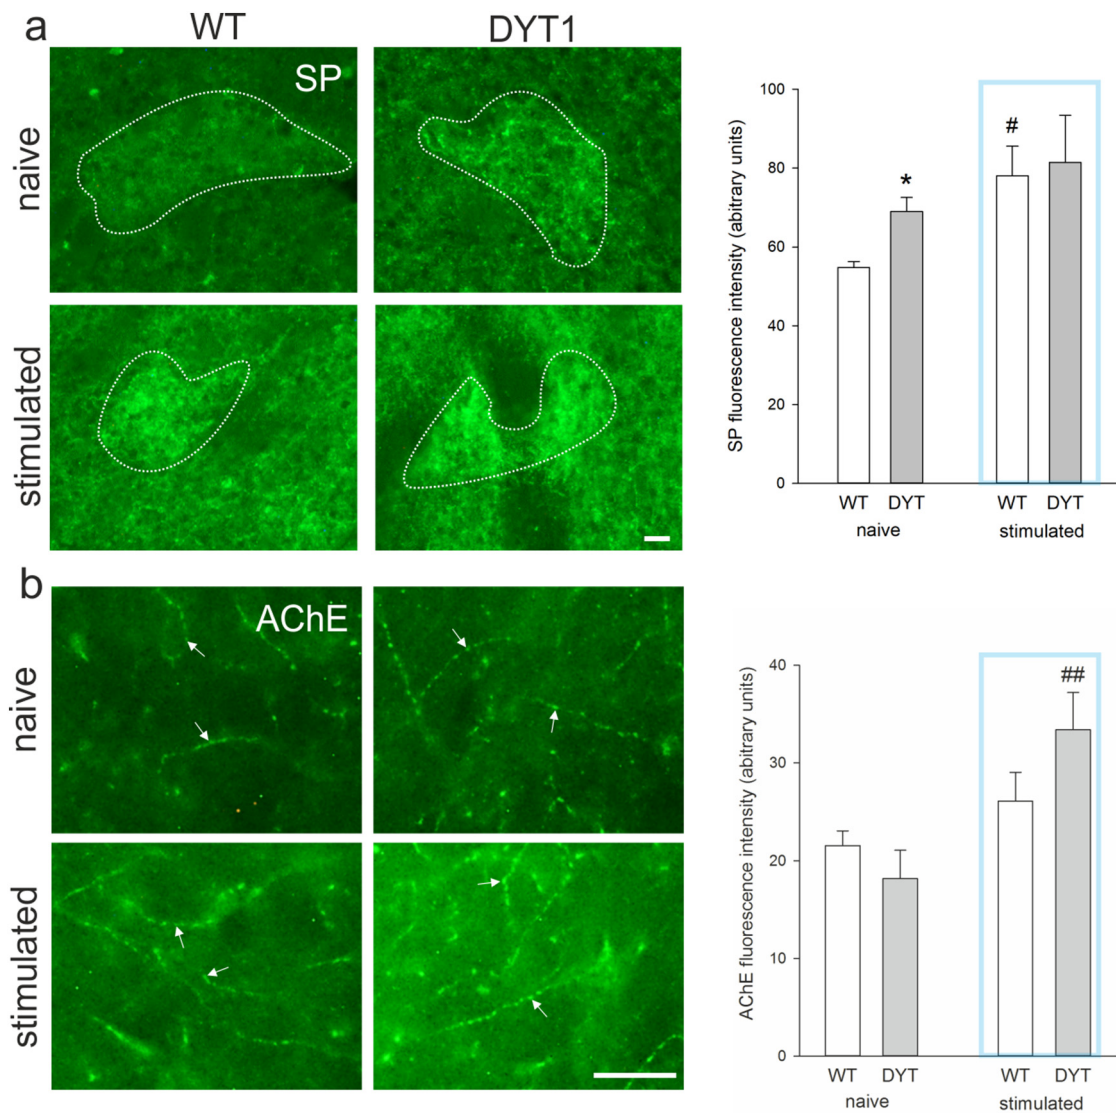 a
WT
DYT1
naive
SP
stimulated
SP fluorescence intensity (abitrary units)
100
80
60
40
20
0
#
*
WT
DYT
WT
DYT
naive
stimulated
b
naive
AChE
stimulated
AChE fluorescence intensity (abitrary units)
40
30
20
10
0
##
WT
DYT
WT
DYT
naive
stimulated